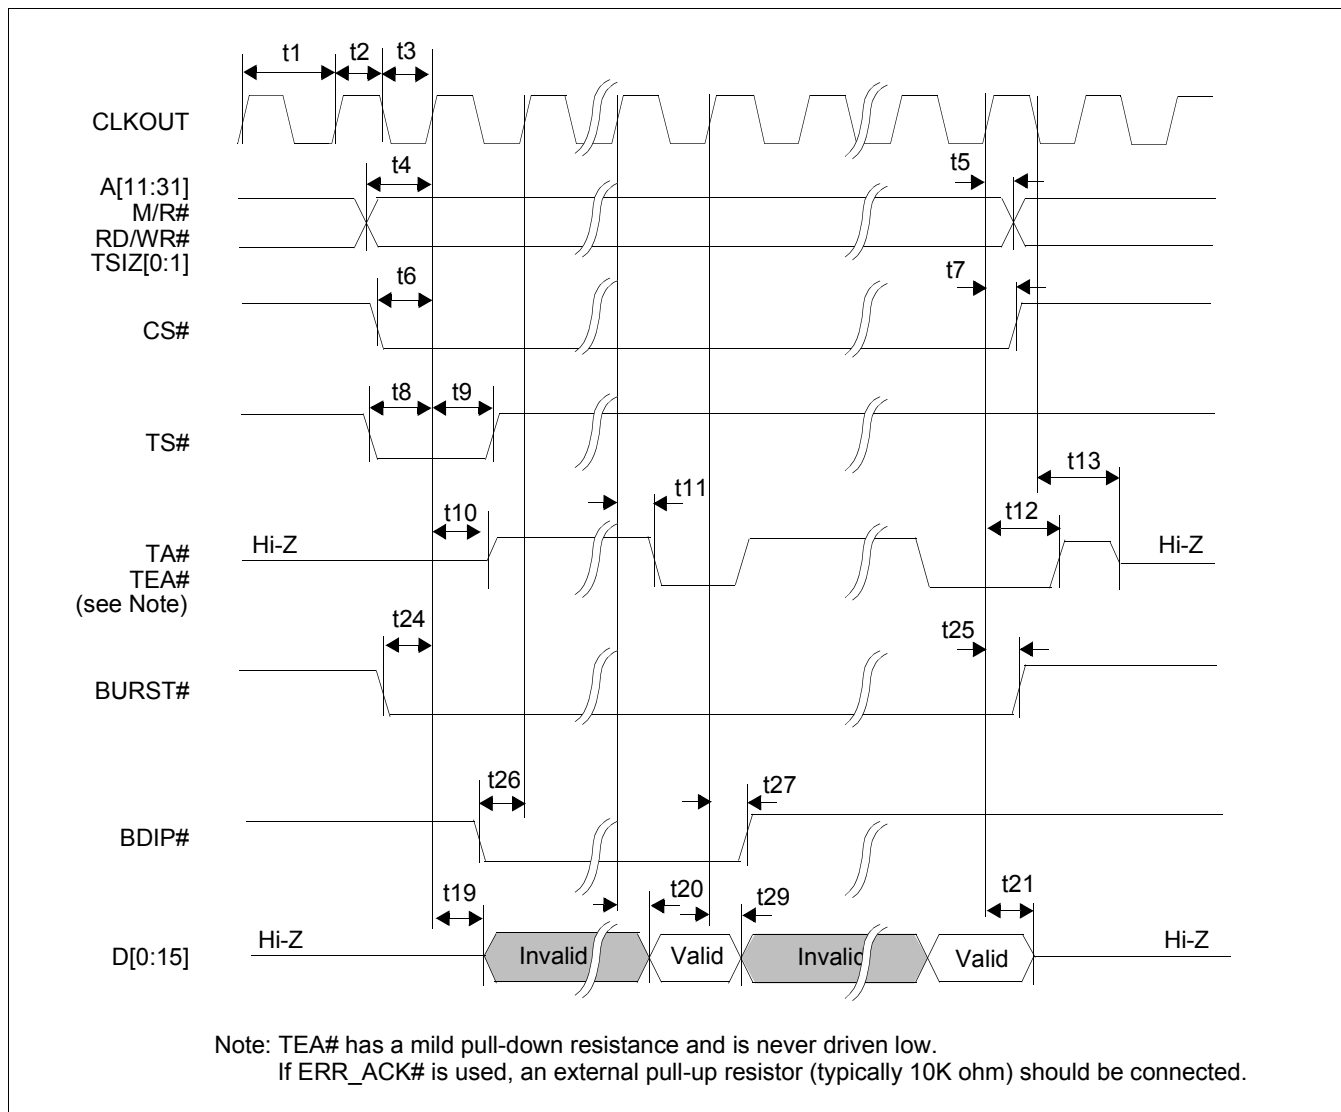 t1 t2 t3
CLKOUT
t4 t5
A[11:31]
M/R#
RD/WR#
TSIZ[0:1]
t6 t7
CS#
t8 t9
TS#
t10 t11 t12 t13
Hi-Z Hi-Z
TA#
TEA#
(see Note)
t24 t25
BURST#
t26 t27
BDIP#
t19 t20 t29 t21
D[0:15] Hi-Z Invalid Valid Invalid Valid Hi-Z
Note: TEA# has a mild pull-down resistance and is never driven low.
If ERR_ACK# is used, an external pull-up resistor (typically 10K ohm) should be connected.